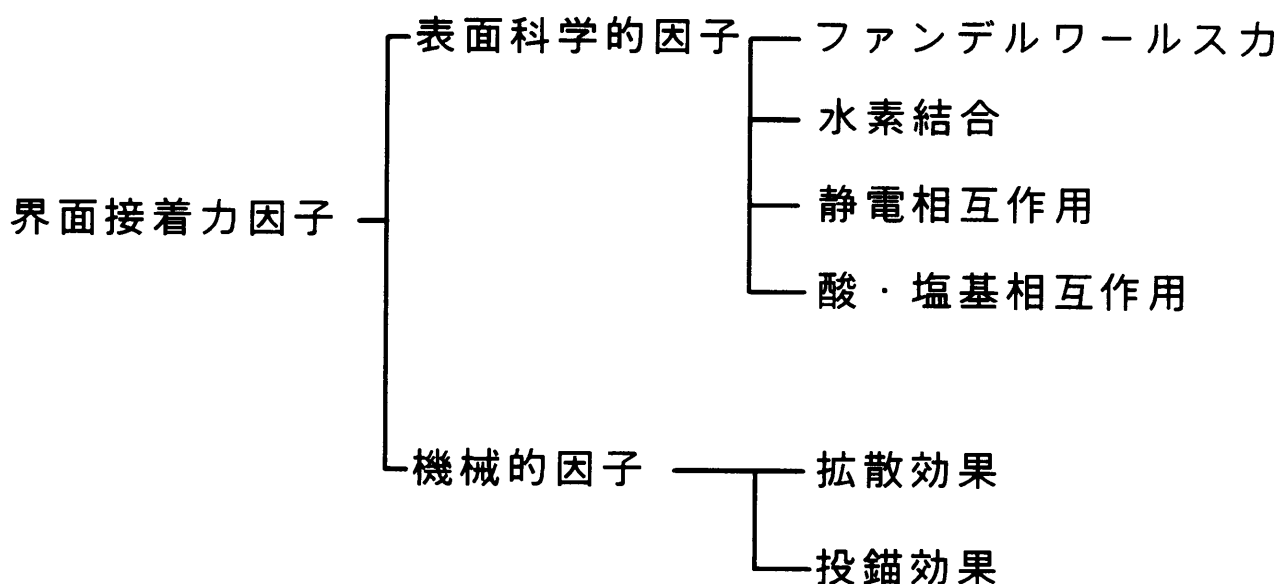 表面科学的因子
ファンデルワールス力
水素結合
界面接着力因子
静電相互作用
酸・塩基相互作用
機械的因子
拡散効果
投錨効果